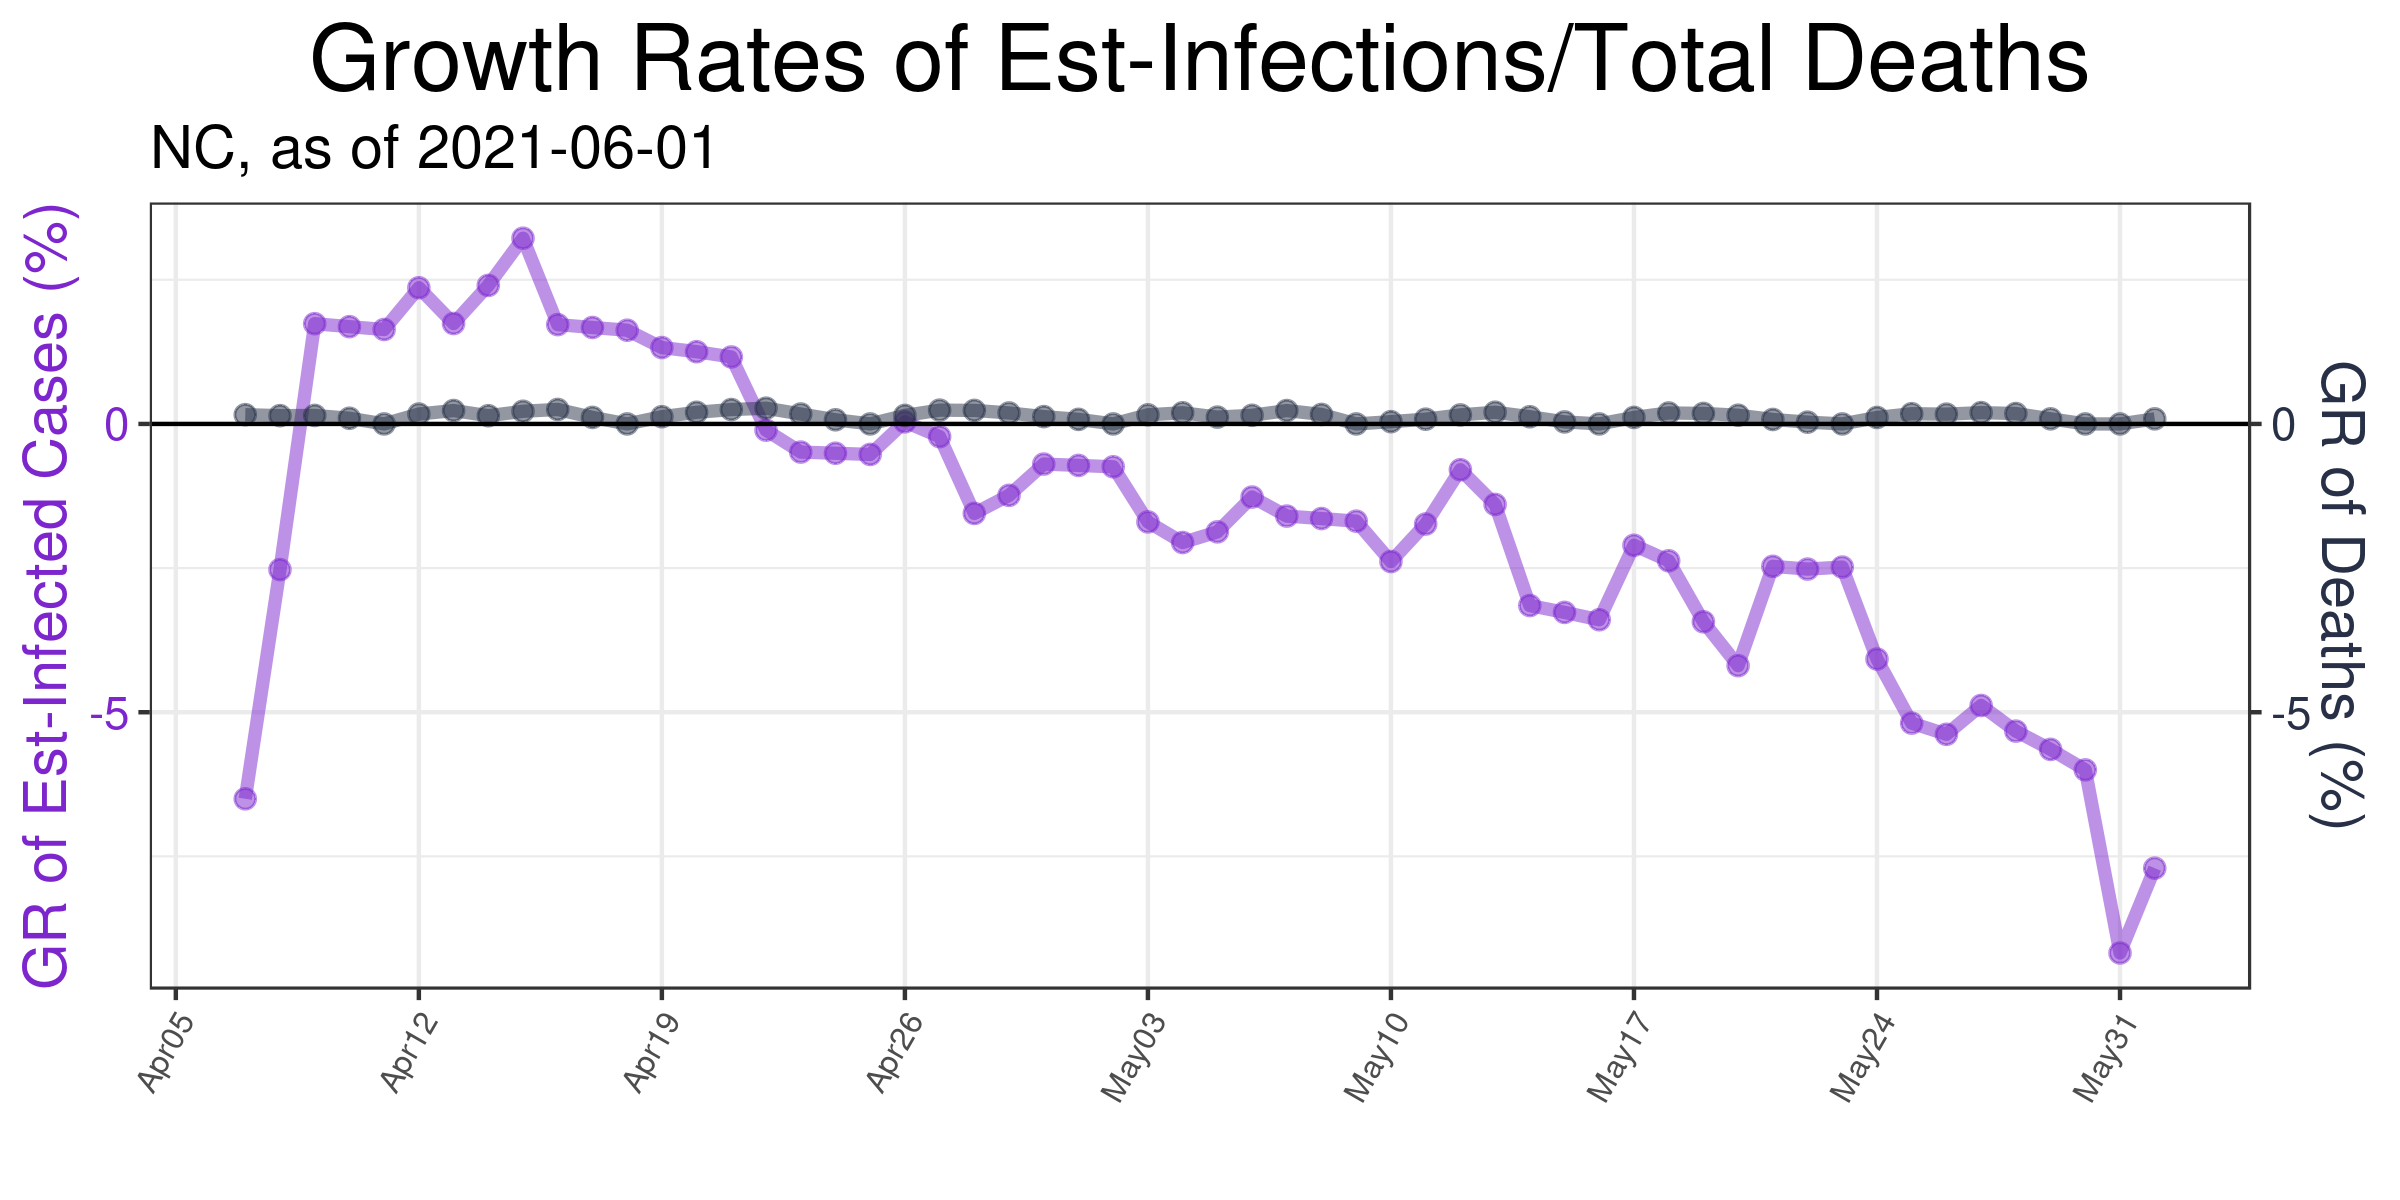 Growth Rates of Est-Infections/Total Deaths
NC, as of 2021-06-01
GR of Est-Infected Cases (%)
0
-5
0
-5
GR of Deaths (%)
Apr05
Apr12
Apr19
Apr26
May03
May10
May17
May24
May31